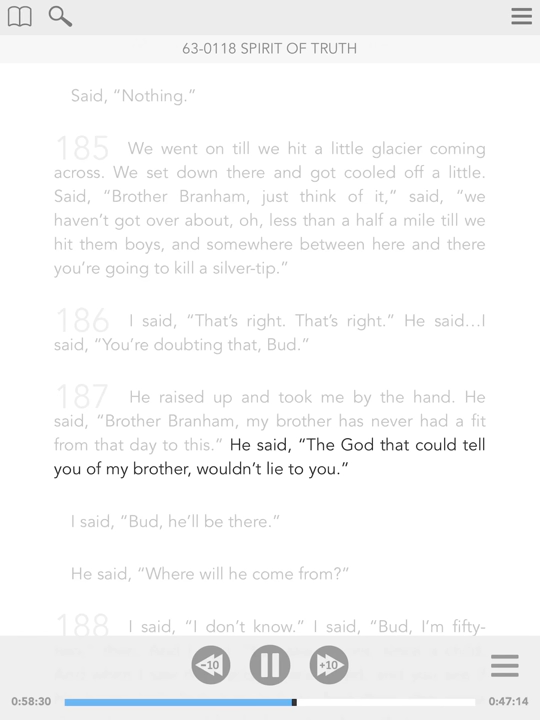 63-0118 SPIRIT OF TRUTH
Said, “Nothing.”
185 We went on till we hit a little glacier coming
across. We set down there and got cooled off a little.
Said, “Brother Branham, just think of it,” said, “we
haven’t got over about, oh, less than a half a mile till we
hit them boys, and somewhere between here and there
you’re going to kill a silver-tip.”
186 I said, “That’s right. That’s right.” He said…I
said, “You’re doubting that, Bud.”
187 He raised up and took me by the hand. He
said, “Brother Branham, my brother has never had a fit
from that day to this.” He said, “The God that could tell
you of my brother, wouldn’t lie to you.”
I said, “Bud, he’ll be there.”
He said, “Where will he come from?”
188 I said, “I don’t know.” I said, “Bud, I’m fifty-
-10
+10
0:58:30
0:47:14